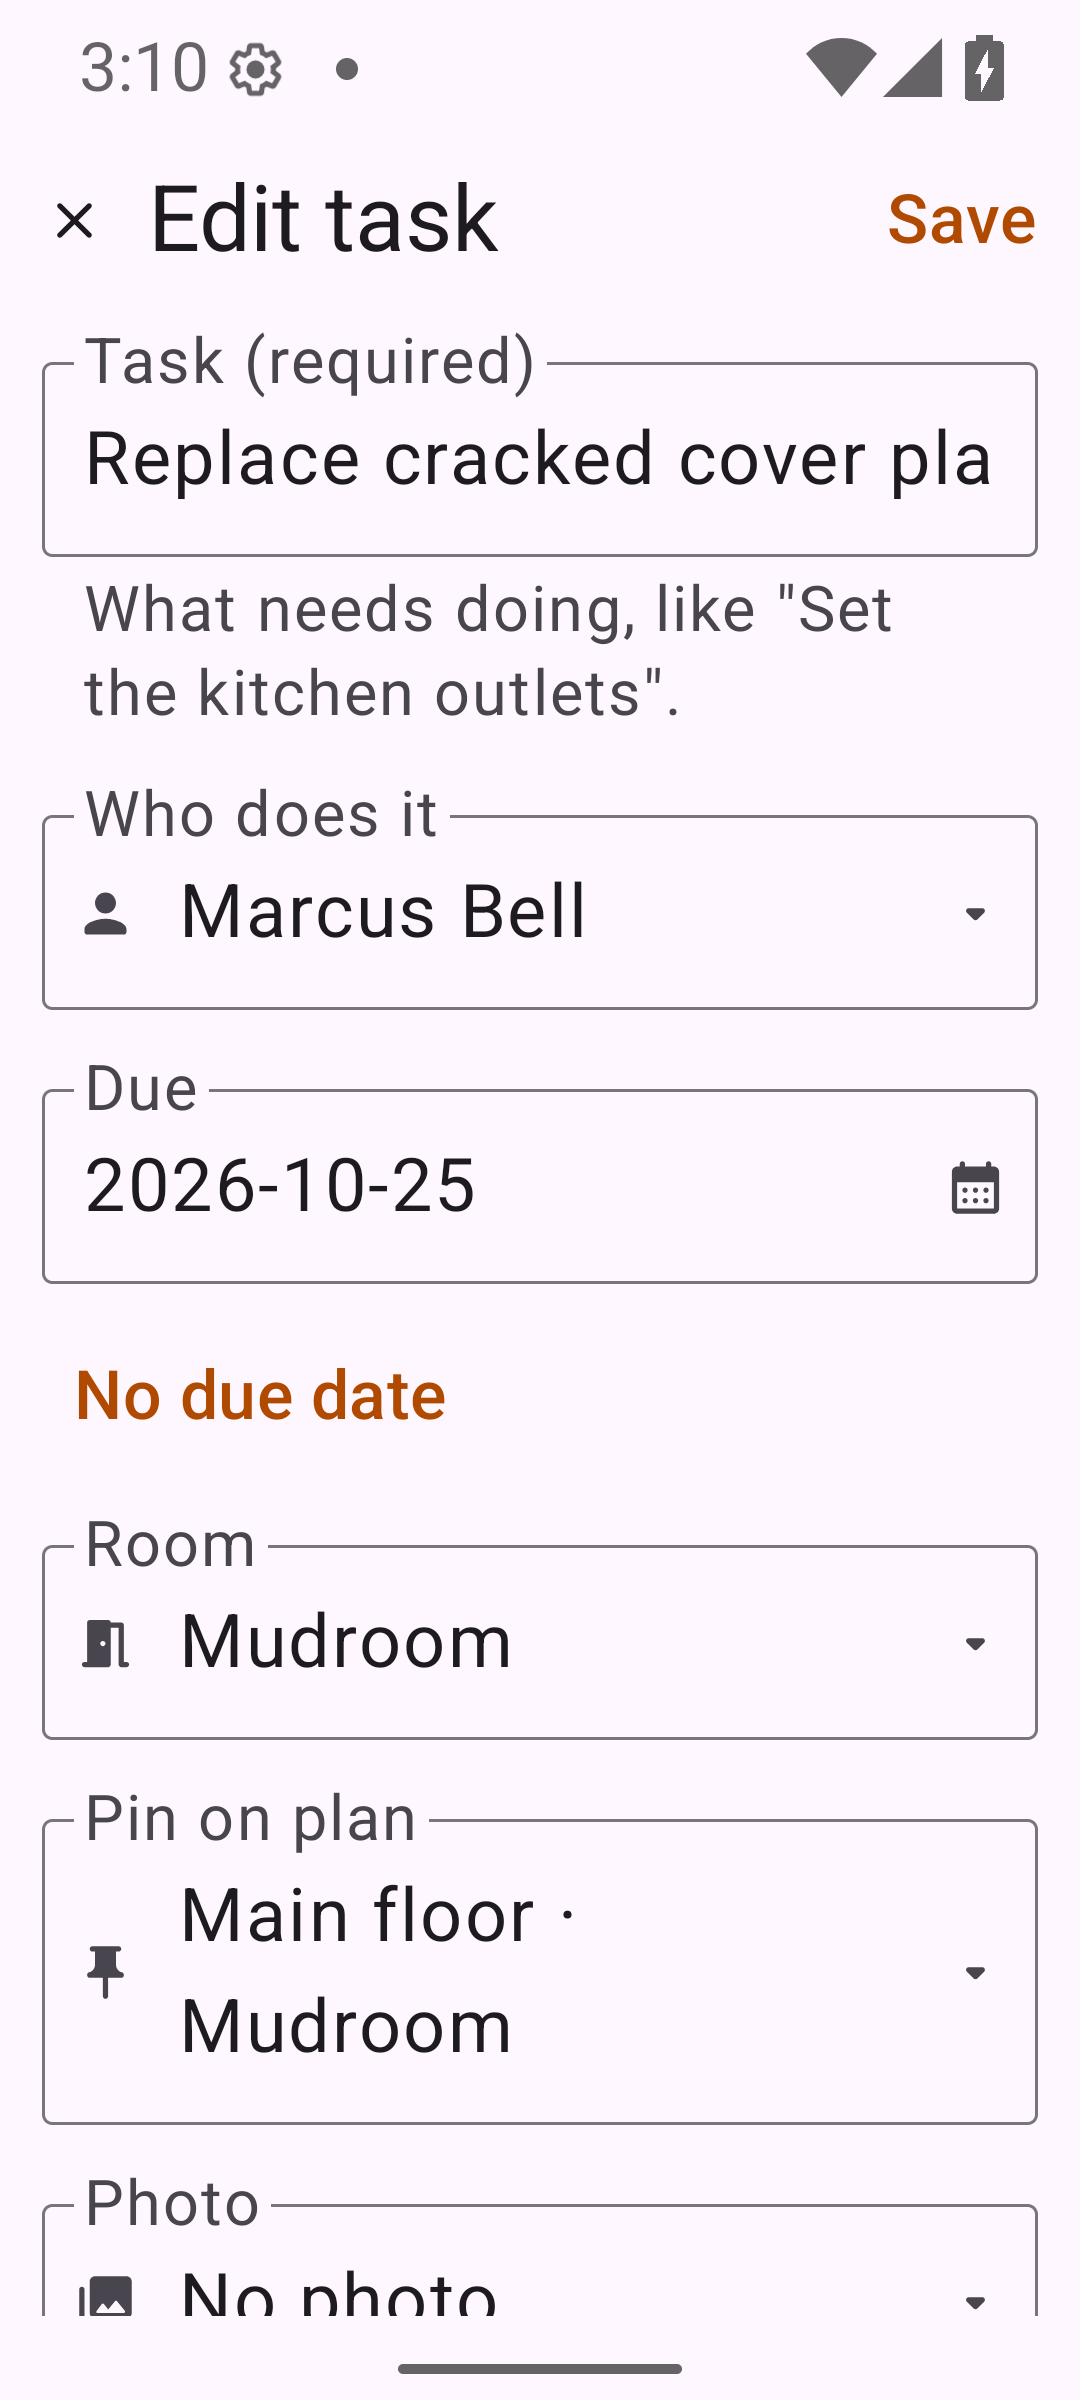 3:10
Edit task
Save
Task (required)
Replace cracked cover pla
What needs doing, like "Set
the kitchen outlets".
Who does it
Marcus Bell
Due
2026-10-25
No due date
Room
Mudroom
Pin on plan
Main floor ·
Mudroom
Photo
No photo